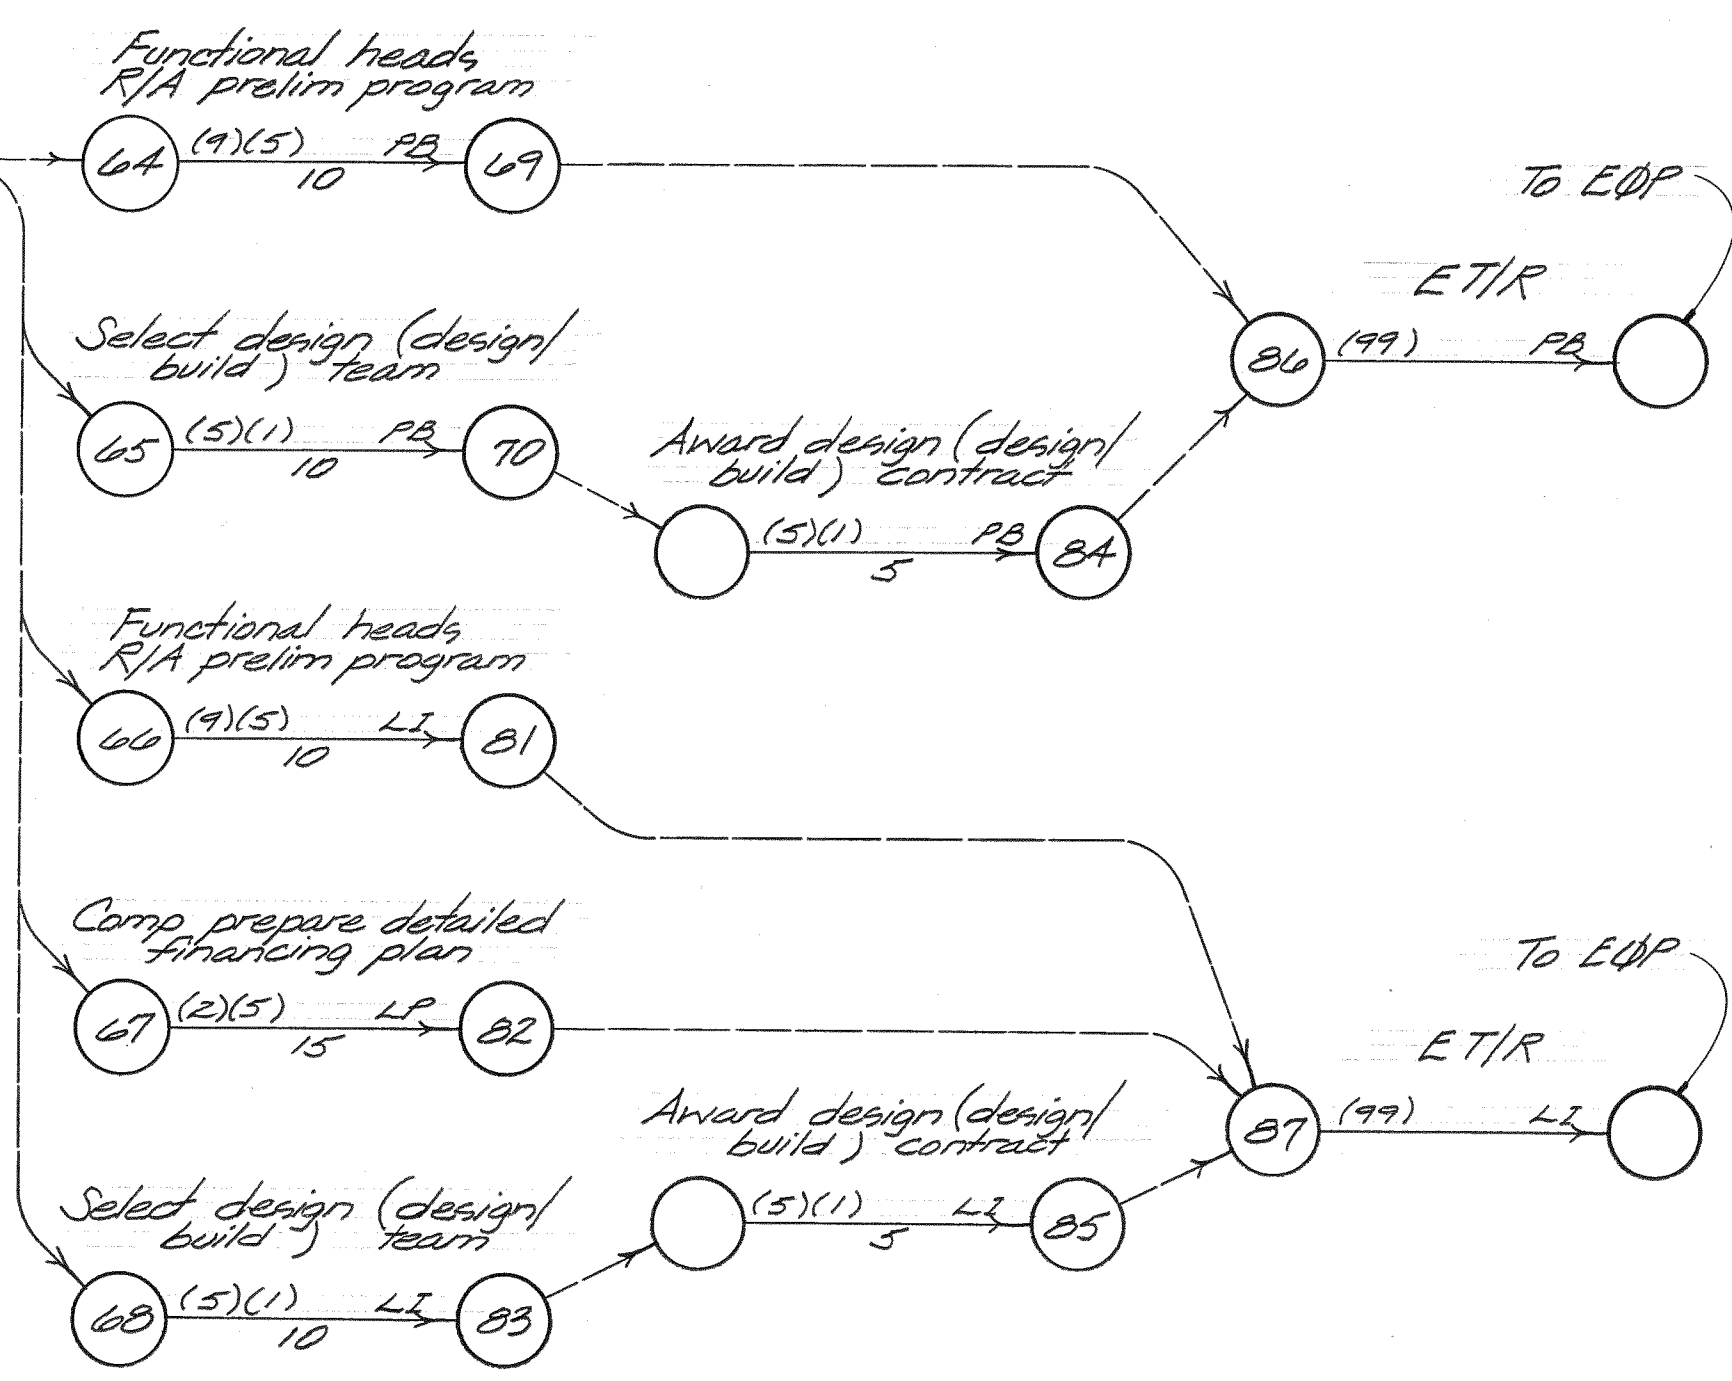 Functional heads
R/A prelim program
64 (9)(5) PB 69
10
To EØP
ET/R
86 (99) PB
Select design (design/
build) team
65 (5)(1) PB 70
10
Award design (design/
build) contract
(5)(1) PB 84
5
Functional heads
R/A prelim program
66 (9)(5) LI 81
10
Comp prepare detailed
financing plan
67 (2)(5) LP 82
15
To EØP
ET/R
87 (99) LI
Award design (design/
build) contract
(5)(1) LI 85
5
Select design (design/
build) team
68 (5)(1) LI 83
10